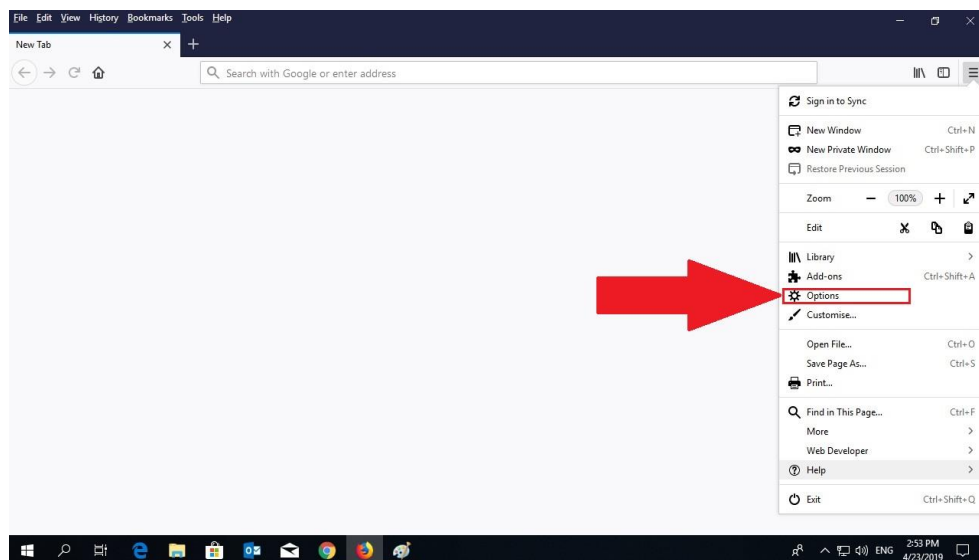 File Edit View History Bookmarks Tools Help
New Tab
Search with Google or enter address
Sign in to Sync
New Window Ctrl+N
New Private Window Ctrl+Shift+P
Restore Previous Session
Zoom 100%
Edit
Library
Add-ons Ctrl+Shift+A
Options
Customise...
Open File... Ctrl+O
Save Page As... Ctrl+S
Print...
Find in This Page... Ctrl+F
More
Web Developer
Help
Exit Ctrl+Shift+Q
ENG 2:53 PM
4/23/2019